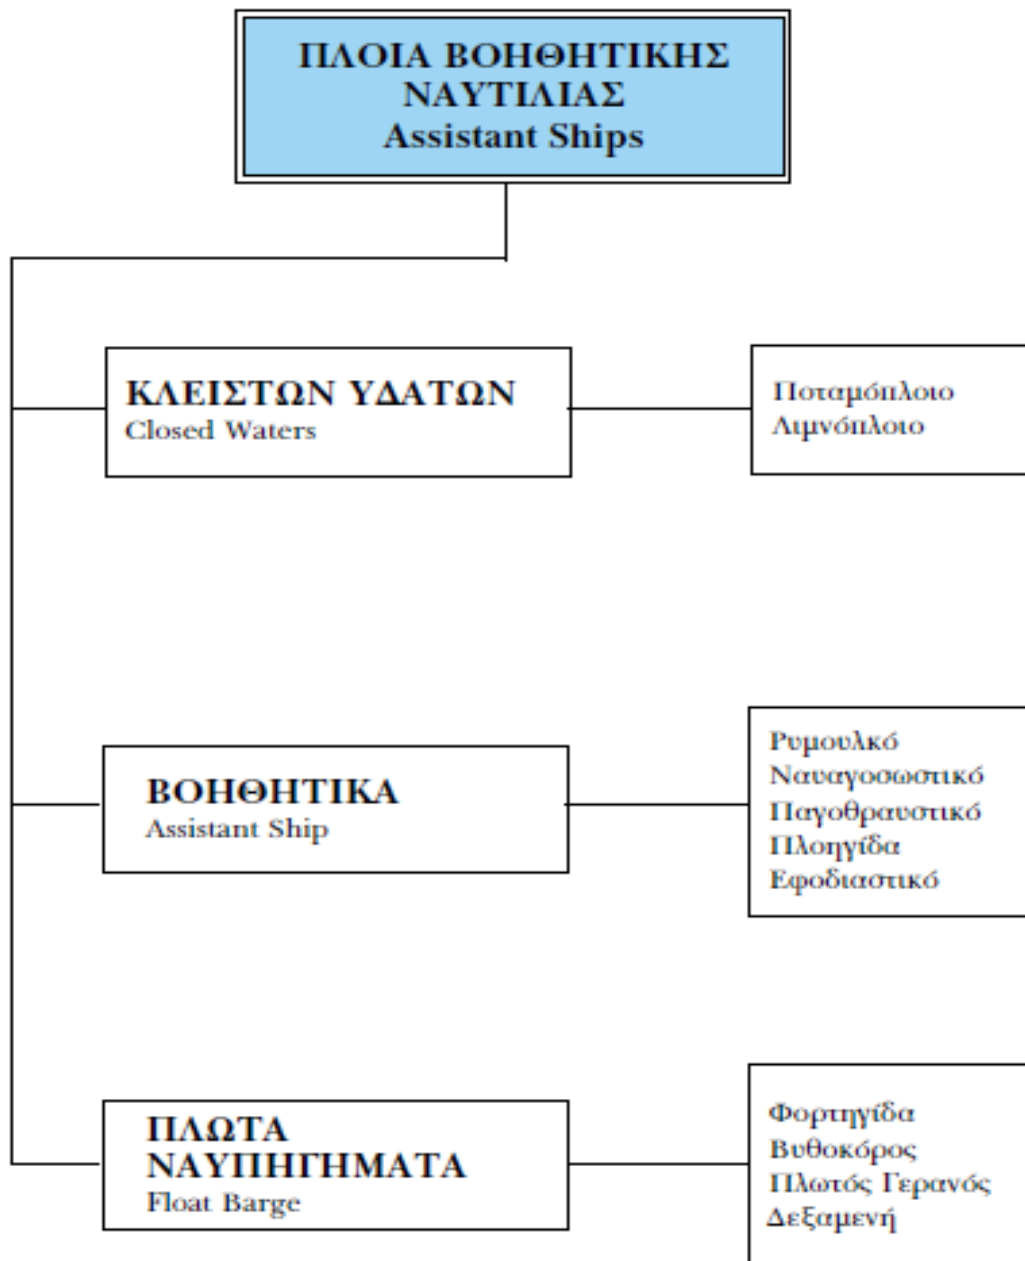 ΠΛΟΙΑ ΒΟΗΘΗΤΙΚΗΣ
ΝΑΥΤΙΛΙΑΣ
Assistant Ships
ΚΛΕΙΣΤΩΝ ΥΔΑΤΩΝ
Closed Waters
Ποταμόπλοιο
Λιμνόπλοιο
ΒΟΗΘΗΤΙΚΑ
Assistant Ship
Ρυμουλκό
Ναυαγοσωστικό
Παγοθραυστικό
Πλοηγίδα
Εφοδιαστικό
ΠΛΩΤΑ
ΝΑΥΠΗΓΗΜΑΤΑ
Float Barge
Φορτηγίδα
Βυθοκόρος
Πλωτός Γερανός
Δεξαμενή